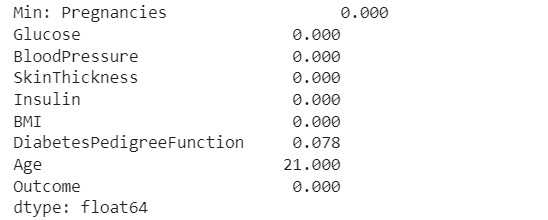 Min: Pregnancies                 0.000
Glucose                     0.000
BloodPressure               0.000
SkinThickness               0.000
Insulin                     0.000
BMI                         0.000
DiabetesPedigreeFunction    0.078
Age                        21.000
Outcome                     0.000
dtype: float64